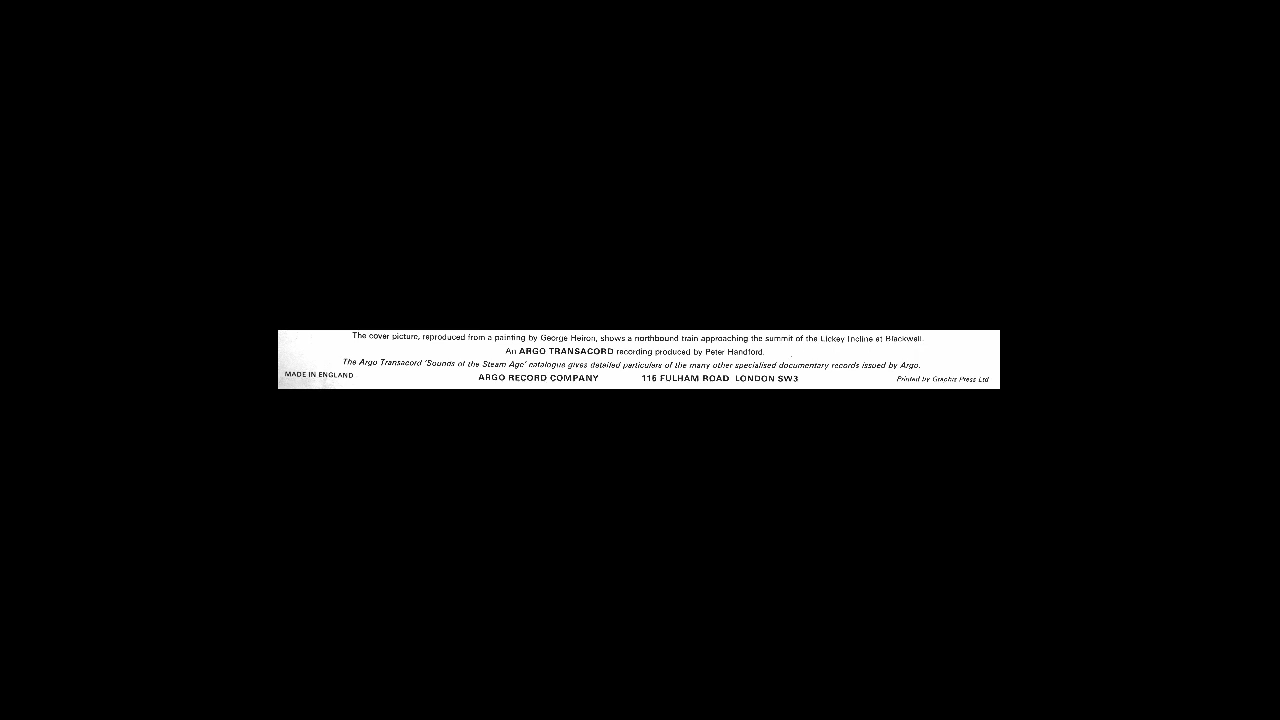 The cover picture, reproduced from a painting by George Heiron, shows a northbound train approaching the summit of the Lickey Incline at Blackwell.
An ARGO TRANSACORD recording produced by Peter Handford.
The Argo Transacord 'Sounds of the Steam Age' catalogue gives detailed particulars of the many other specialised documentary records issued by Argo.
MADE IN ENGLAND
ARGO RECORD COMPANY 115 FULHAM ROAD LONDON SW3
Printed by Graphis Press Ltd